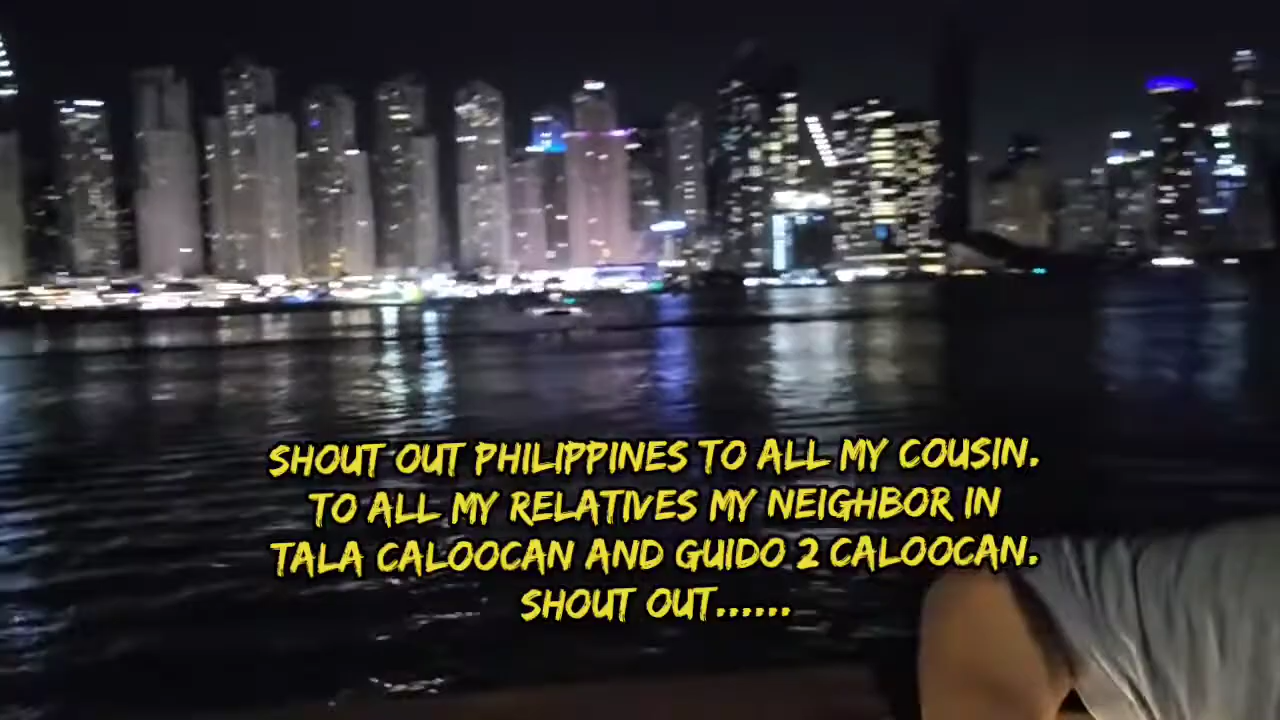 SHOUT OUT PHILIPPINES TO ALL MY COUSIN.
TO ALL MY RELATIVES MY NEIGHBOR IN
TALA CALOOCAN AND GUIDO 2 CALOOCAN.
SHOUT OUT......